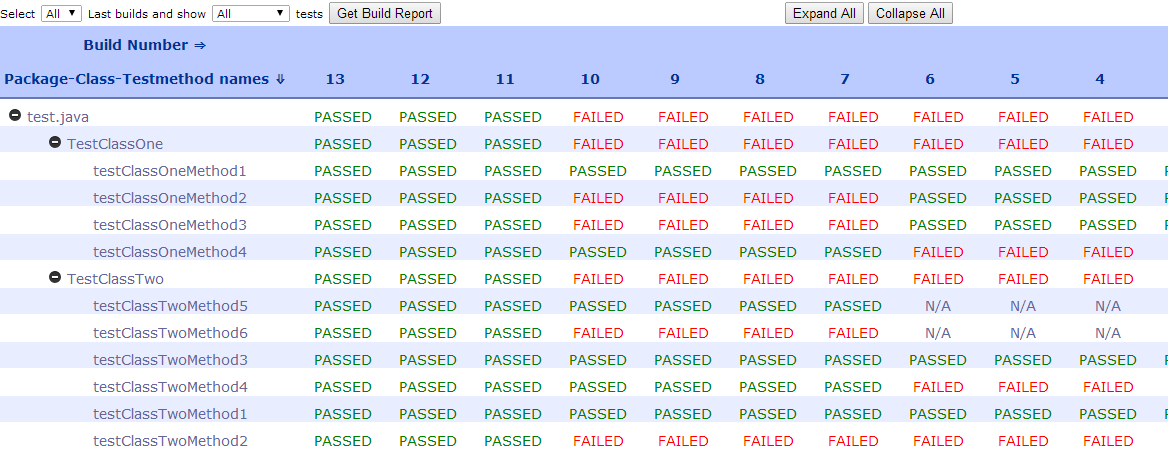 Select All Last builds and show All tests Get Build Report Expand All Collapse All
Build Number ⇒
Package-Class-Testmethod names ⇓ 13 12 11 10 9 8 7 6 5 4
test.java PASSED PASSED PASSED FAILED FAILED FAILED FAILED FAILED FAILED FAILED
TestClassOne PASSED PASSED PASSED FAILED FAILED FAILED FAILED FAILED FAILED FAILED
testClassOneMethod1 PASSED PASSED PASSED PASSED PASSED PASSED PASSED PASSED PASSED PASSED
testClassOneMethod2 PASSED PASSED PASSED FAILED FAILED FAILED FAILED PASSED PASSED PASSED
testClassOneMethod3 PASSED PASSED PASSED FAILED FAILED FAILED FAILED PASSED PASSED PASSED
testClassOneMethod4 PASSED PASSED PASSED PASSED PASSED PASSED PASSED FAILED FAILED FAILED
TestClassTwo PASSED PASSED PASSED FAILED FAILED FAILED FAILED FAILED FAILED FAILED
testClassTwoMethod5 PASSED PASSED PASSED PASSED PASSED PASSED PASSED N/A N/A N/A
testClassTwoMethod6 PASSED PASSED PASSED FAILED FAILED FAILED FAILED N/A N/A N/A
testClassTwoMethod3 PASSED PASSED PASSED PASSED PASSED PASSED PASSED PASSED PASSED PASSED
testClassTwoMethod4 PASSED PASSED PASSED PASSED PASSED PASSED PASSED FAILED FAILED FAILED
testClassTwoMethod1 PASSED PASSED PASSED PASSED PASSED PASSED PASSED PASSED PASSED PASSED
testClassTwoMethod2 PASSED PASSED PASSED FAILED FAILED FAILED FAILED FAILED FAILED FAILED